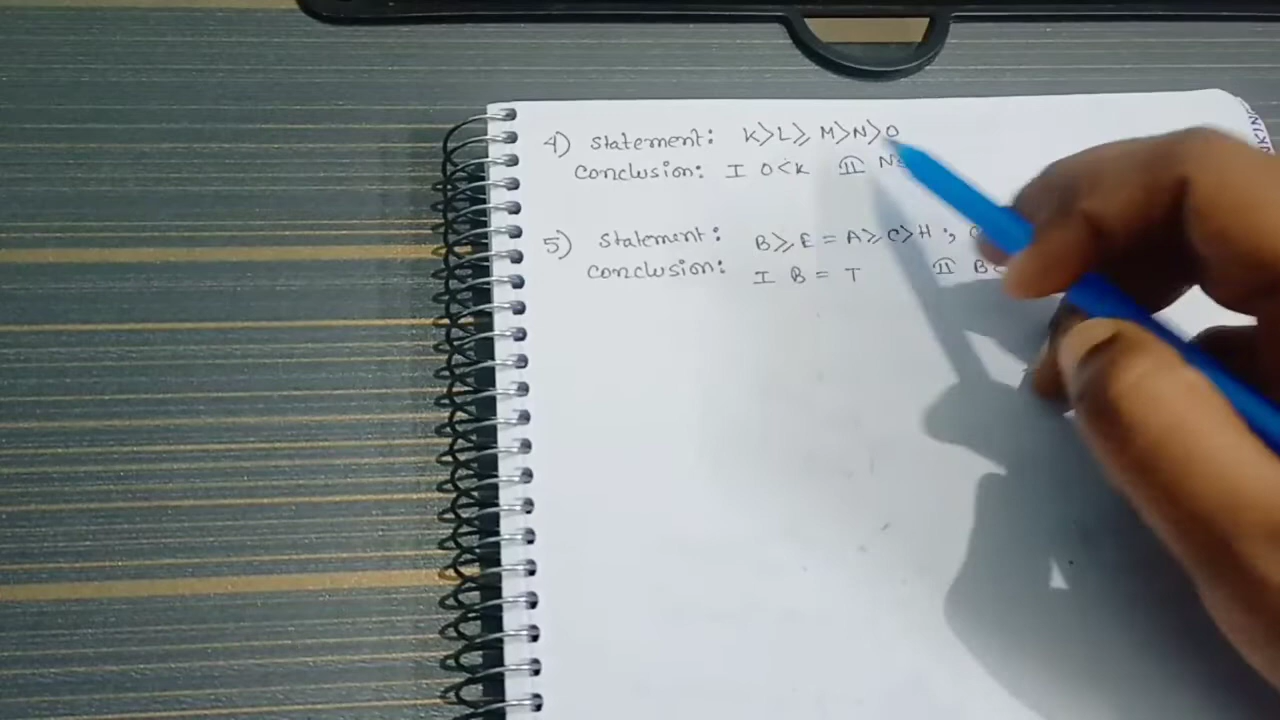 4) Statement: K>L≥M>N>O
Conclusion: I O<K II N
5) Statement: B≥E=A≥C>H ;
Conclusion: I B = T II B<